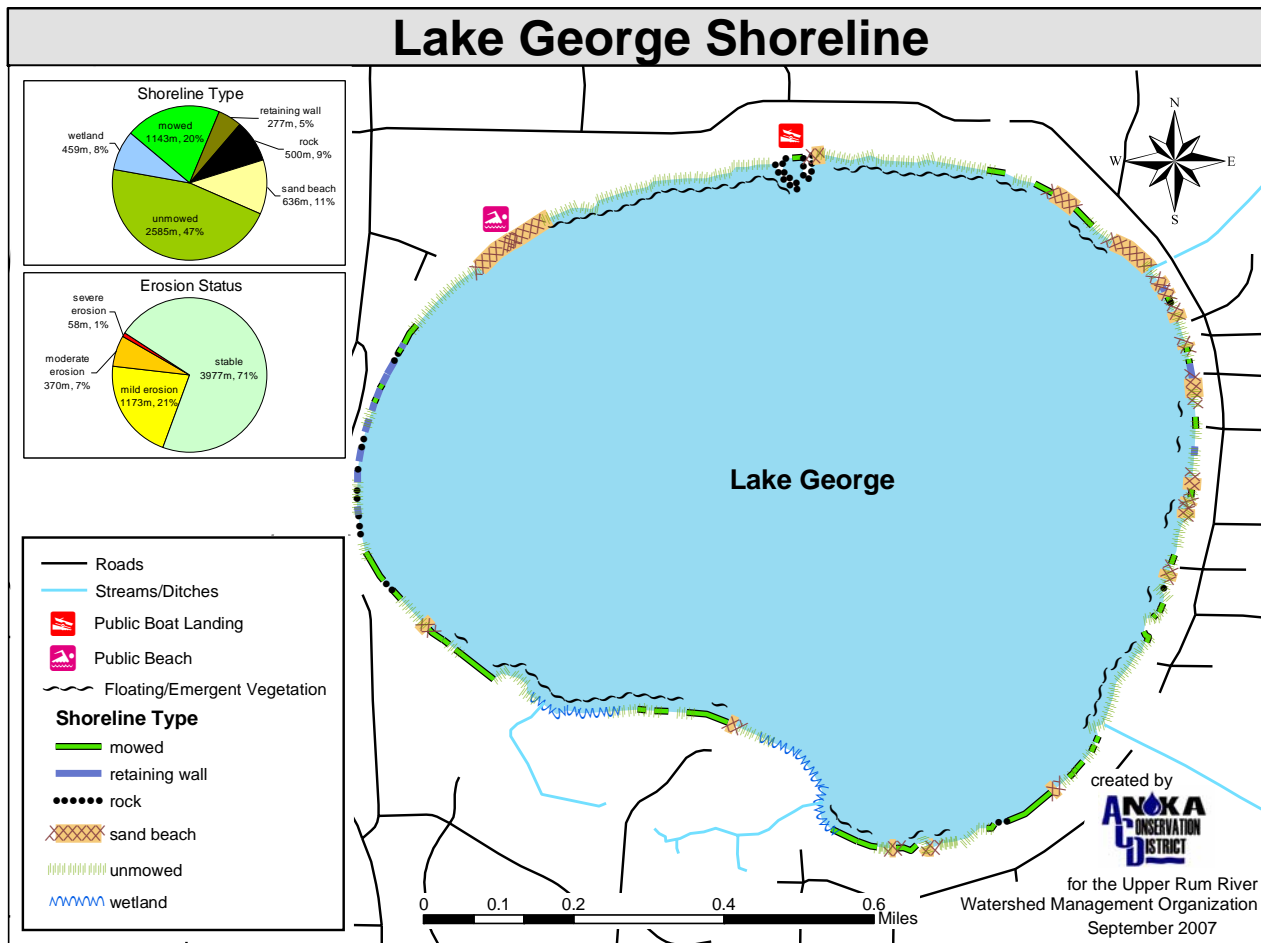 Lake George Shoreline
Shoreline Type
mowed
1143m, 20%
retaining wall
277m, 5%
rock
500m, 9%
sand beach
636m, 11%
unmowed
2585m, 47%
wetland
459m, 8%
Erosion Status
severe
erosion
58m, 1%
moderate
erosion
370m, 7%
mild erosion
1173m, 21%
stable
3977m, 71%
N
W
E
S
Lake George
Roads
Streams/Ditches
Public Boat Landing
Public Beach
Floating/Emergent Vegetation
Shoreline Type
mowed
retaining wall
rock
sand beach
unmowed
wetland
0 0.1 0.2 0.4 0.6
Miles
created by
ANOKA
CONSERVATION
DISTRICT
for the Upper Rum River
Watershed Management Organization
September 2007